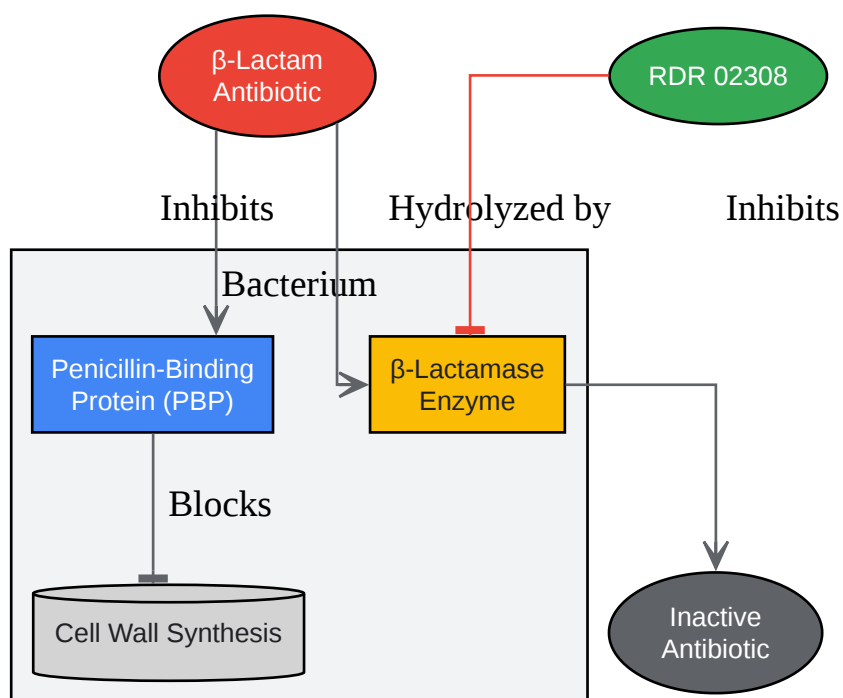 β-Lactam
Antibiotic
RDR 02308
Inhibits
Hydrolyzed by
Inhibits
Bacterium
Penicillin-Binding
Protein (PBP)
β-Lactamase
Enzyme
Blocks
Cell Wall Synthesis
Inactive
Antibiotic